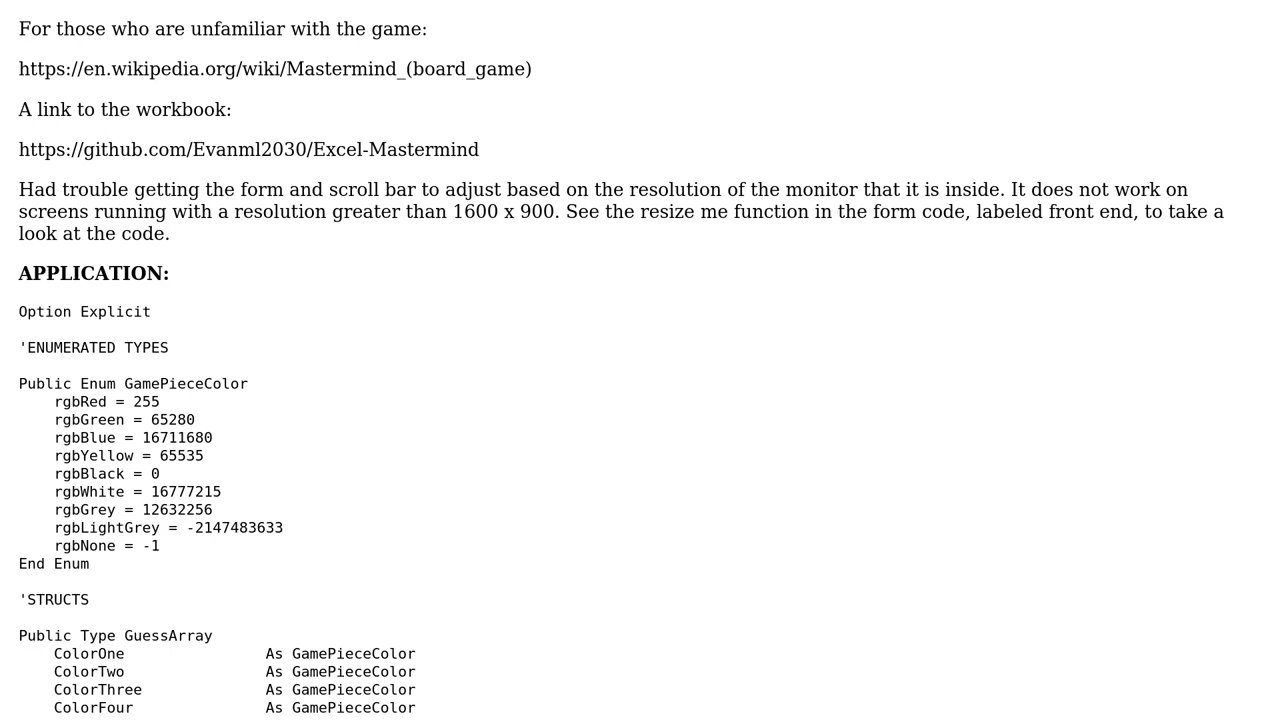 For those who are unfamiliar with the game:
https://en.wikipedia.org/wiki/Mastermind_(board_game)
A link to the workbook:
https://github.com/Evanml2030/Excel-Mastermind
Had trouble getting the form and scroll bar to adjust based on the resolution of the monitor that it is inside. It does not work on
screens running with a resolution greater than 1600 x 900. See the resize me function in the form code, labeled front end, to take a
look at the code.
APPLICATION:
Option Explicit
'ENUMERATED TYPES
Public Enum GamePieceColor
    rgbRed = 255
    rgbGreen = 65280
    rgbBlue = 16711680
    rgbYellow = 65535
    rgbBlack = 0
    rgbWhite = 16777215
    rgbGrey = 12632256
    rgbLightGrey = -2147483633
    rgbNone = -1
End Enum
'STRUCTS
Public Type GuessArray
    ColorOne                As GamePieceColor
    ColorTwo                As GamePieceColor
    ColorThree              As GamePieceColor
    ColorFour               As GamePieceColor